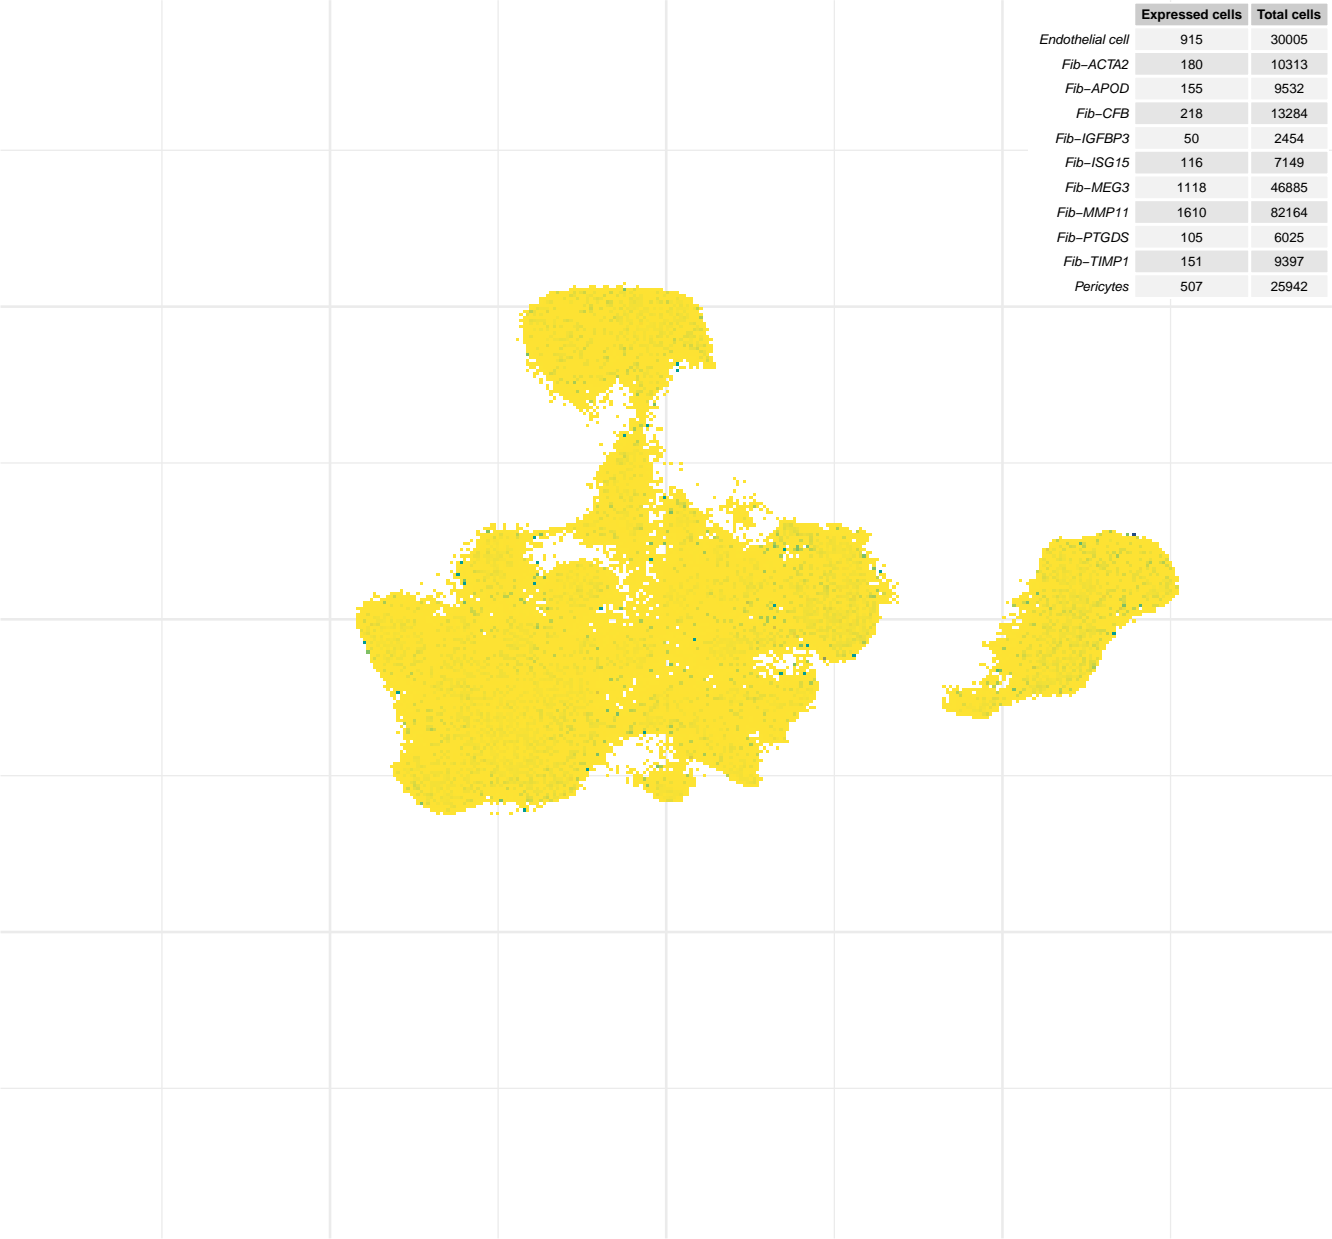 Expressed cells Total cells
Endothelial cell 915 30005
Fib−ACTA2 180 10313
Fib−APOD 155 9532
Fib−CFB 218 13284
Fib−IGFBP3 50 2454
Fib−ISG15 116 7149
Fib−MEG3 1118 46885
Fib−MMP11 1610 82164
Fib−PTGDS 105 6025
Fib−TIMP1 151 9397
Pericytes 507 25942